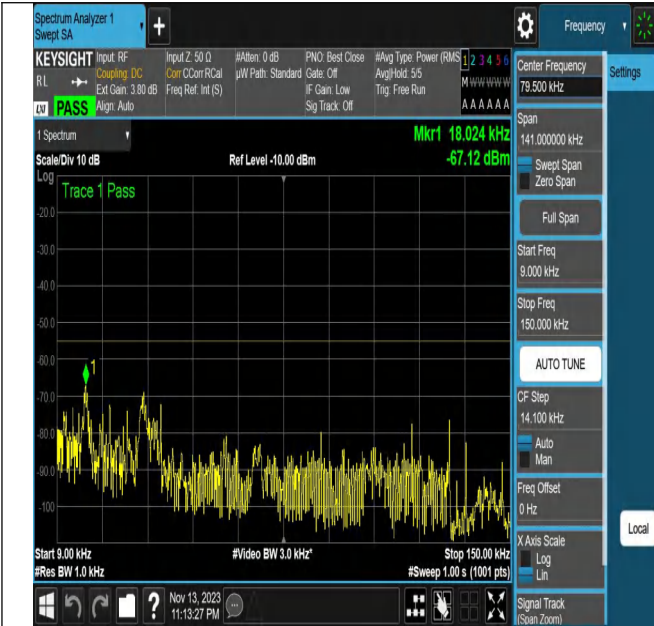 Spectrum Analyzer 1
Swept SA
+
Frequency
KEYSIGHT
RL
PASS
Input: RF
Coupling: DC
Ext Gain: 3.80 dB
Align: Auto
Input Z: 50 Ω
Corr CCorr RCal
Freq Ref: Int (S)
#Atten: 0 dB
µW Path: Standard
PNO: Best Close
Gate: Off
IF Gain: Low
Sig Track: Off
#Avg Type: Power (RMS
Avg|Hold: 5/5
Trig: Free Run
1 2 3 4 5 6
M W W W W W
A A A A A A
1 Spectrum
Scale/Div 10 dB
Log
Ref Level -10.00 dBm
Mkr1 18.024 kHz
-67.12 dBm
Trace 1 Pass
-20.0
-30.0
-40.0
-50.0
-60.0
-70.0
-80.0
-90.0
-100
1
Start 9.00 kHz
#Res BW 1.0 kHz
#Video BW 3.0 kHz*
Stop 150.00 kHz
#Sweep 1.00 s (1001 pts)
Nov 13, 2023
11:13:27 PM
?
Center Frequency
79.500 kHz
Settings
Span
141.000000 kHz
Swept Span
Zero Span
Full Span
Start Freq
9.000 kHz
Stop Freq
150.000 kHz
AUTO TUNE
CF Step
14.100 kHz
Auto
Man
Freq Offset
0 Hz
X Axis Scale
Log
Lin
Local
Signal Track
(Span Zoom)